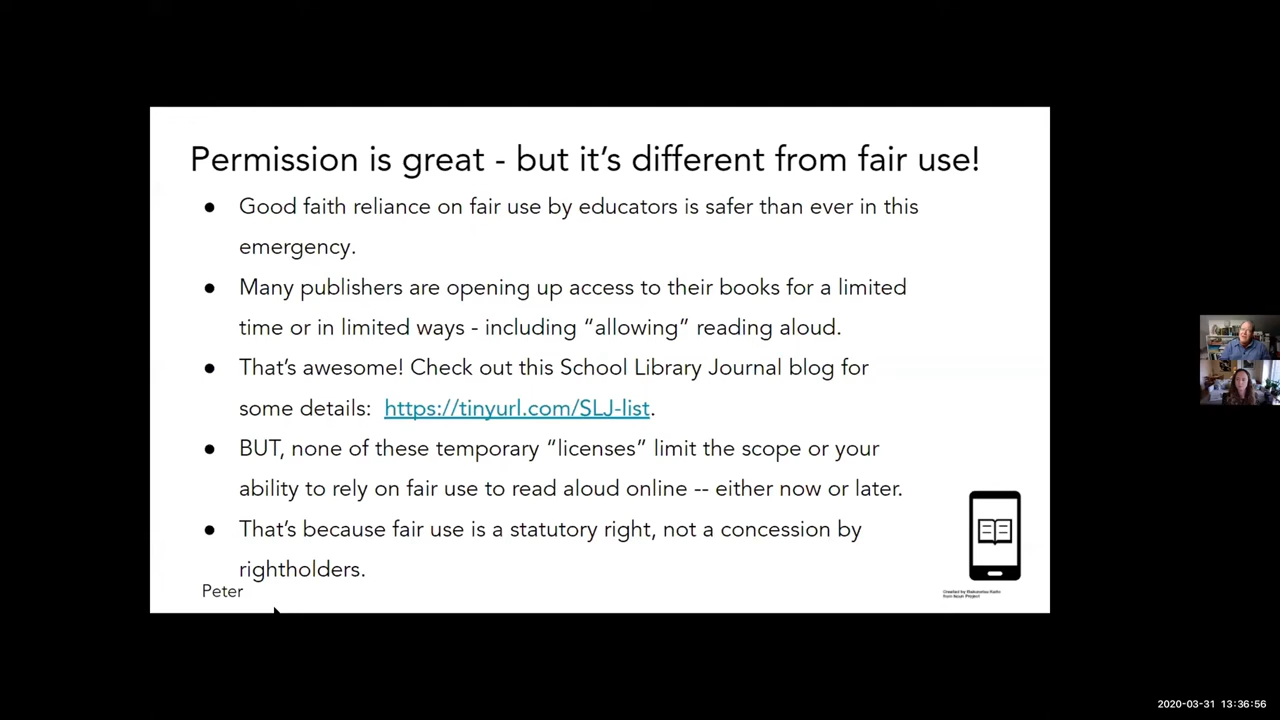 Permission is great - but it's different from fair use!
● Good faith reliance on fair use by educators is safer than ever in this
emergency.
● Many publishers are opening up access to their books for a limited
time or in limited ways - including “allowing” reading aloud.
● That's awesome! Check out this School Library Journal blog for
some details: https://tinyurl.com/SLJ-list.
● BUT, none of these temporary “licenses” limit the scope or your
ability to rely on fair use to read aloud online -- either now or later.
● That's because fair use is a statutory right, not a concession by
rightholders.
Peter
Created by
from Noun Project
2020-03-31 13:36:56